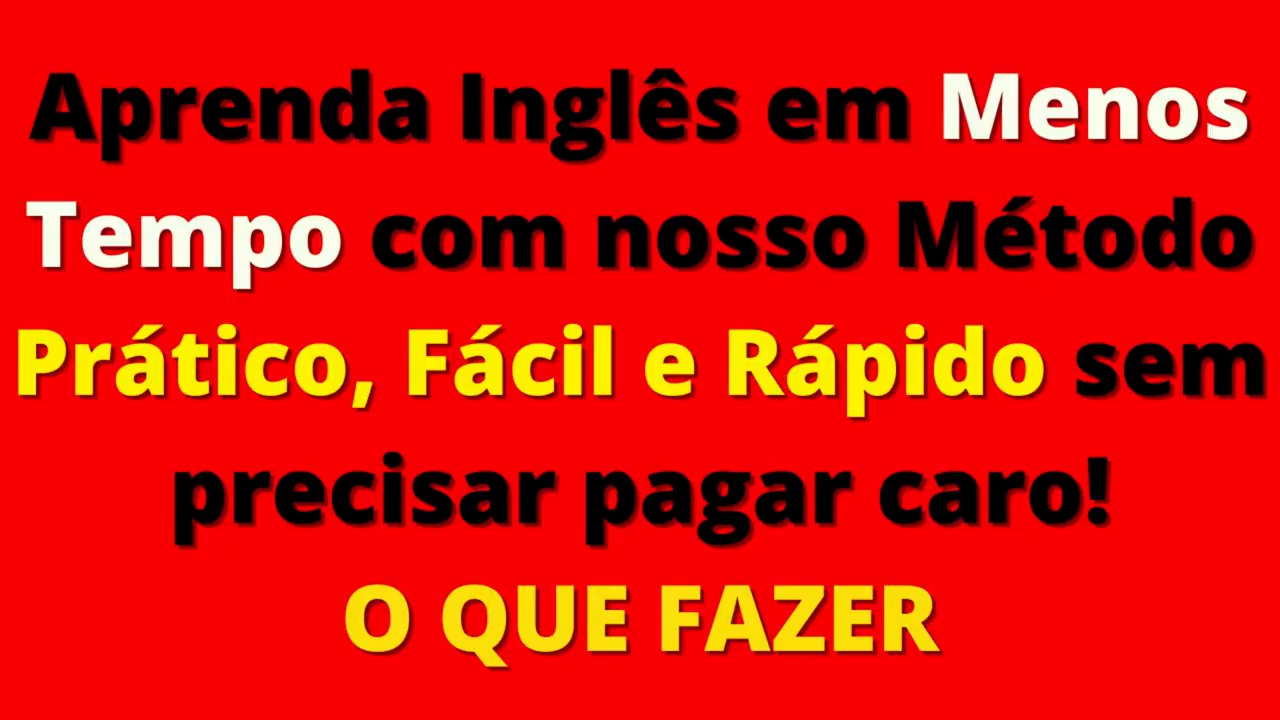 Aprenda Inglês em Menos
Tempo com nosso Método
Prático, Fácil e Rápido sem
precisar pagar caro!
O QUE FAZER